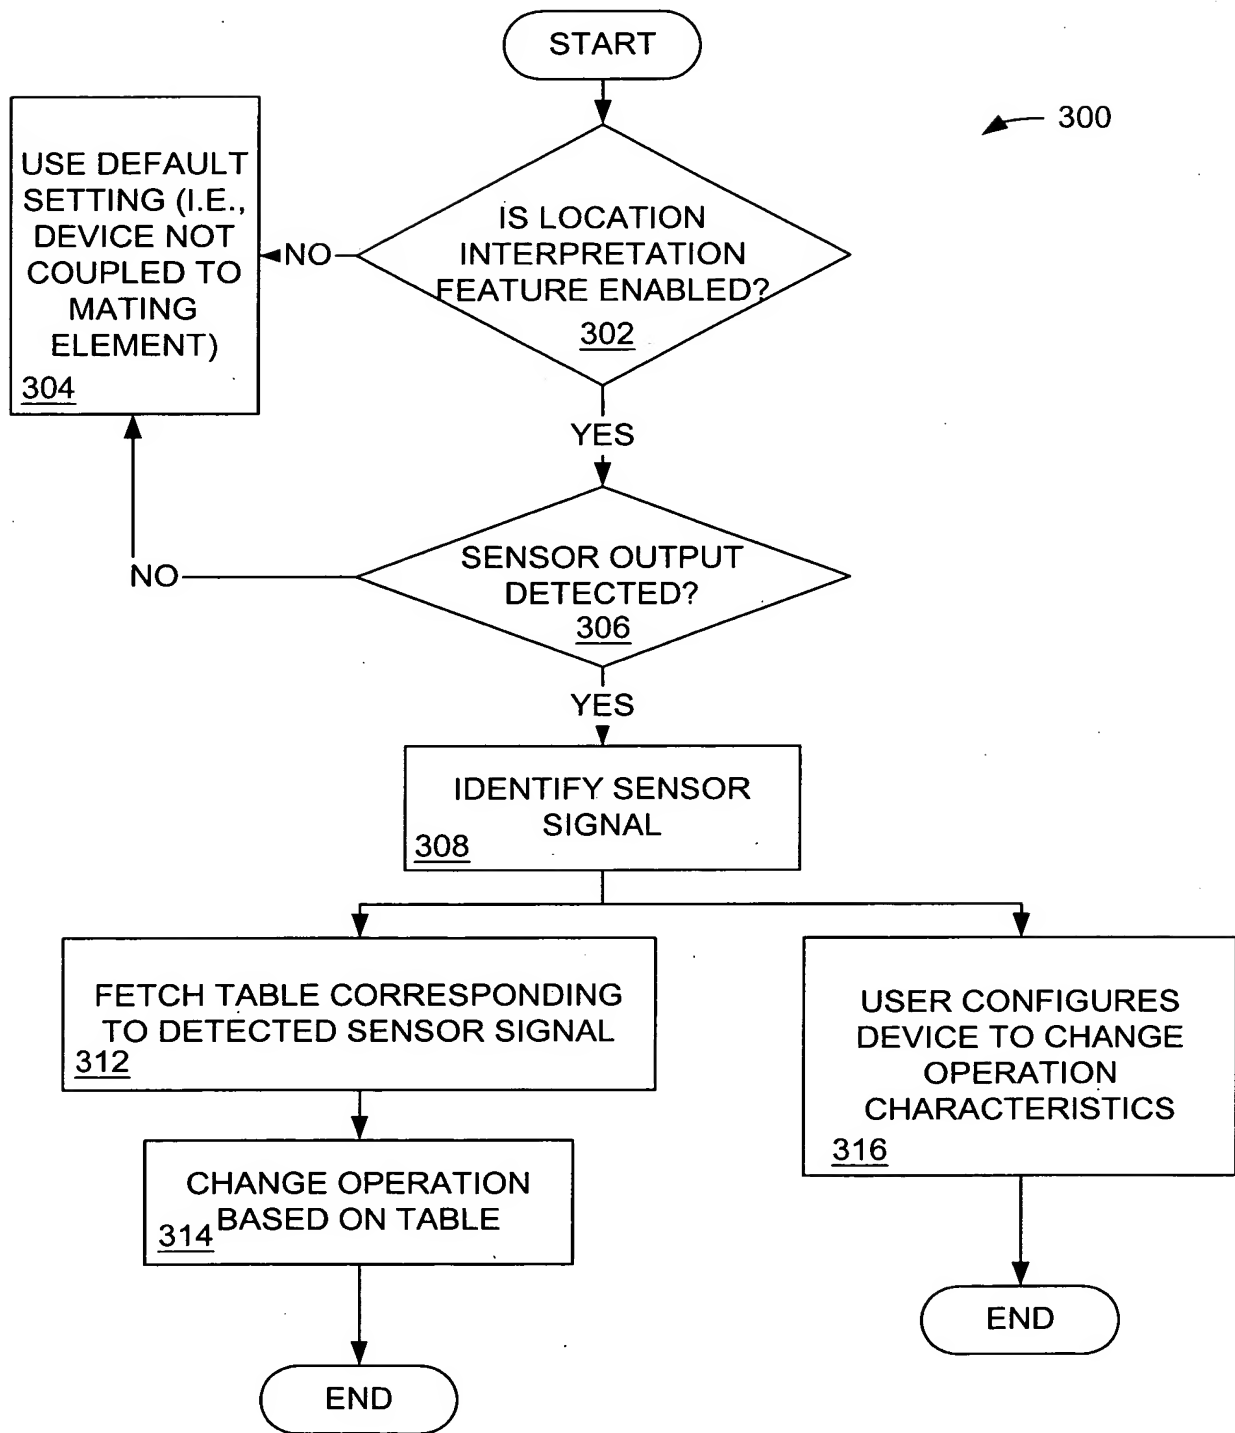 START
300
USE DEFAULT
SETTING (I.E.,
DEVICE NOT
COUPLED TO
MATING
ELEMENT)
304
NO
IS LOCATION
INTERPRETATION
FEATURE ENABLED?
302
YES
NO
SENSOR OUTPUT
DETECTED?
306
YES
IDENTIFY SENSOR
SIGNAL
308
FETCH TABLE CORRESPONDING
TO DETECTED SENSOR SIGNAL
312
USER CONFIGURES
DEVICE TO CHANGE
OPERATION
CHARACTERISTICS
316
CHANGE OPERATION
BASED ON TABLE
314
END
END